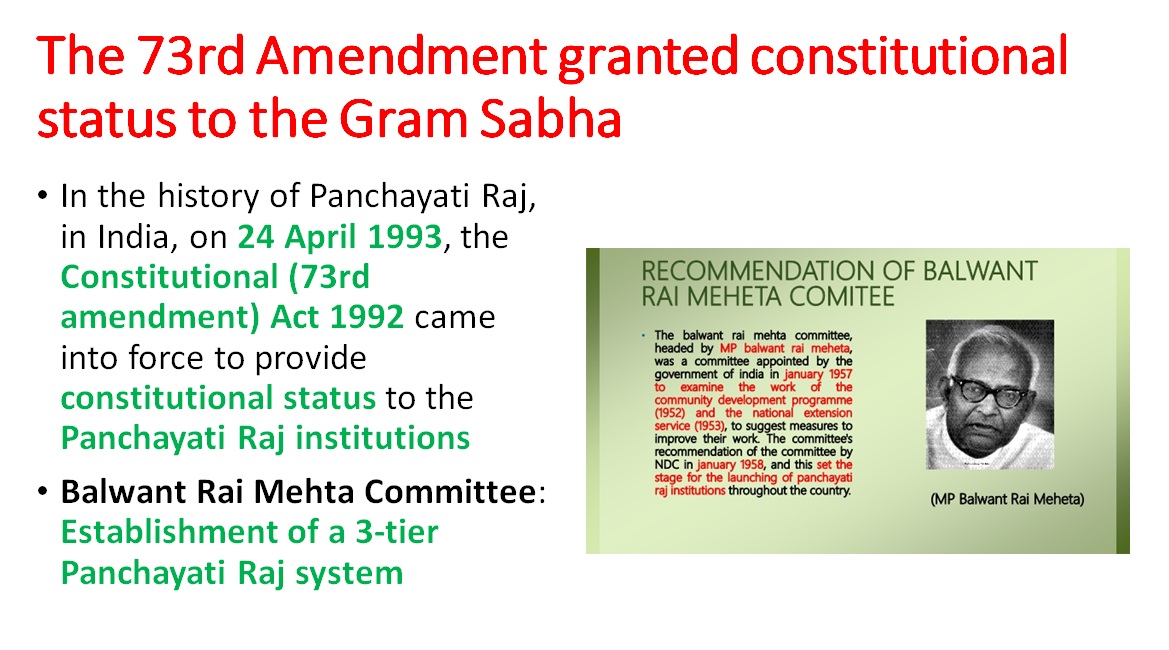 The 73rd Amendment granted constitutional
status to the Gram Sabha
• In the history of Panchayati Raj,
in India, on 24 April 1993, the
Constitutional (73rd
amendment) Act 1992 came
into force to provide
constitutional status to the
Panchayati Raj institutions
• Balwant Rai Mehta Committee:
Establishment of a 3-tier
Panchayati Raj system
RECOMMENDATION OF BALWANT
RAI MEHETA COMITEE
• The balwant rai mehta committee,
headed by MP balwant rai meheta,
was a committee appointed by the
government of india in january 1957
to examine the work of the
community development programme
(1952) and the national extension
service (1953), to suggest measures to
improve their work. The committee's
recommendation of the committee by
NDC in january 1958, and this set the
stage for the launching of panchayati
raj institutions throughout the country.
(MP Balwant Rai Meheta)